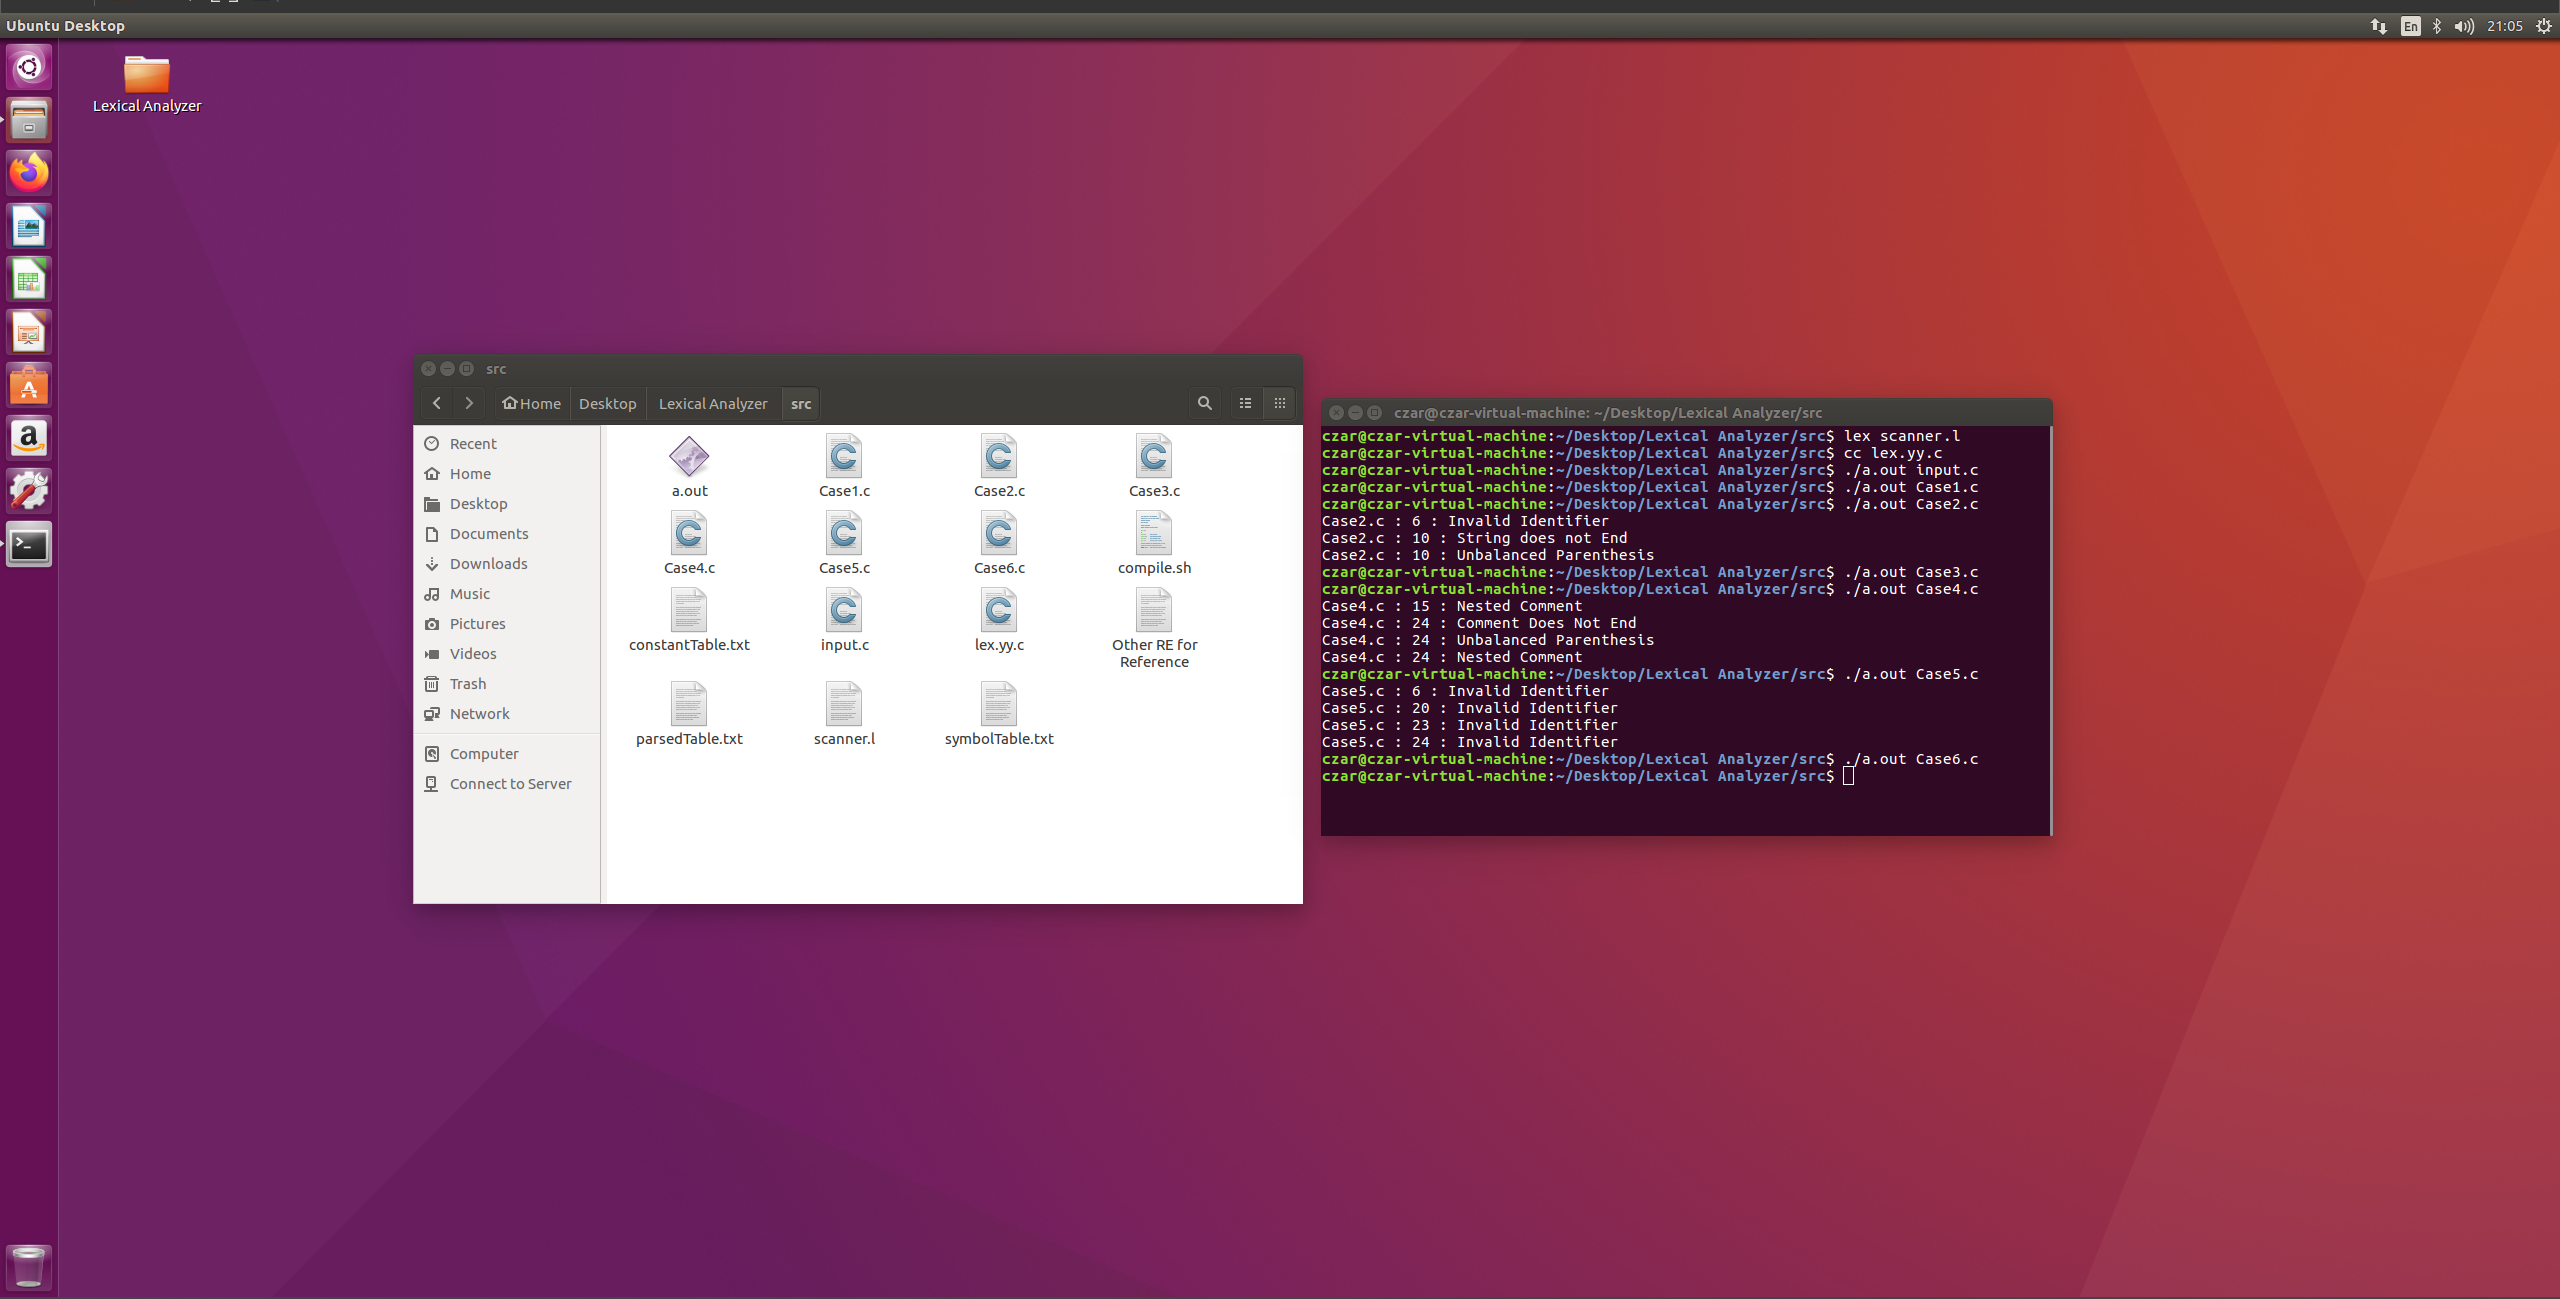 Ubuntu Desktop
En
21:05
Lexical Analyzer
src
Home
Desktop
Lexical Analyzer
src
Recent
Home
Desktop
Documents
Downloads
Music
Pictures
Videos
Trash
Network
Computer
Connect to Server
a.out
Case1.c
Case2.c
Case3.c
Case4.c
Case5.c
Case6.c
compile.sh
constantTable.txt
input.c
lex.yy.c
Other RE for
Reference
parsedTable.txt
scanner.l
symbolTable.txt
czar@czar-virtual-machine: ~/Desktop/Lexical Analyzer/src
czar@czar-virtual-machine:~/Desktop/Lexical Analyzer/src$ lex scanner.l
czar@czar-virtual-machine:~/Desktop/Lexical Analyzer/src$ cc lex.yy.c
czar@czar-virtual-machine:~/Desktop/Lexical Analyzer/src$ ./a.out input.c
czar@czar-virtual-machine:~/Desktop/Lexical Analyzer/src$ ./a.out Case1.c
czar@czar-virtual-machine:~/Desktop/Lexical Analyzer/src$ ./a.out Case2.c
Case2.c : 6 : Invalid Identifier
Case2.c : 10 : String does not End
Case2.c : 10 : Unbalanced Parenthesis
czar@czar-virtual-machine:~/Desktop/Lexical Analyzer/src$ ./a.out Case3.c
czar@czar-virtual-machine:~/Desktop/Lexical Analyzer/src$ ./a.out Case4.c
Case4.c : 15 : Nested Comment
Case4.c : 24 : Comment Does Not End
Case4.c : 24 : Unbalanced Parenthesis
Case4.c : 24 : Nested Comment
czar@czar-virtual-machine:~/Desktop/Lexical Analyzer/src$ ./a.out Case5.c
Case5.c : 6 : Invalid Identifier
Case5.c : 20 : Invalid Identifier
Case5.c : 23 : Invalid Identifier
Case5.c : 24 : Invalid Identifier
czar@czar-virtual-machine:~/Desktop/Lexical Analyzer/src$ ./a.out Case6.c
czar@czar-virtual-machine:~/Desktop/Lexical Analyzer/src$